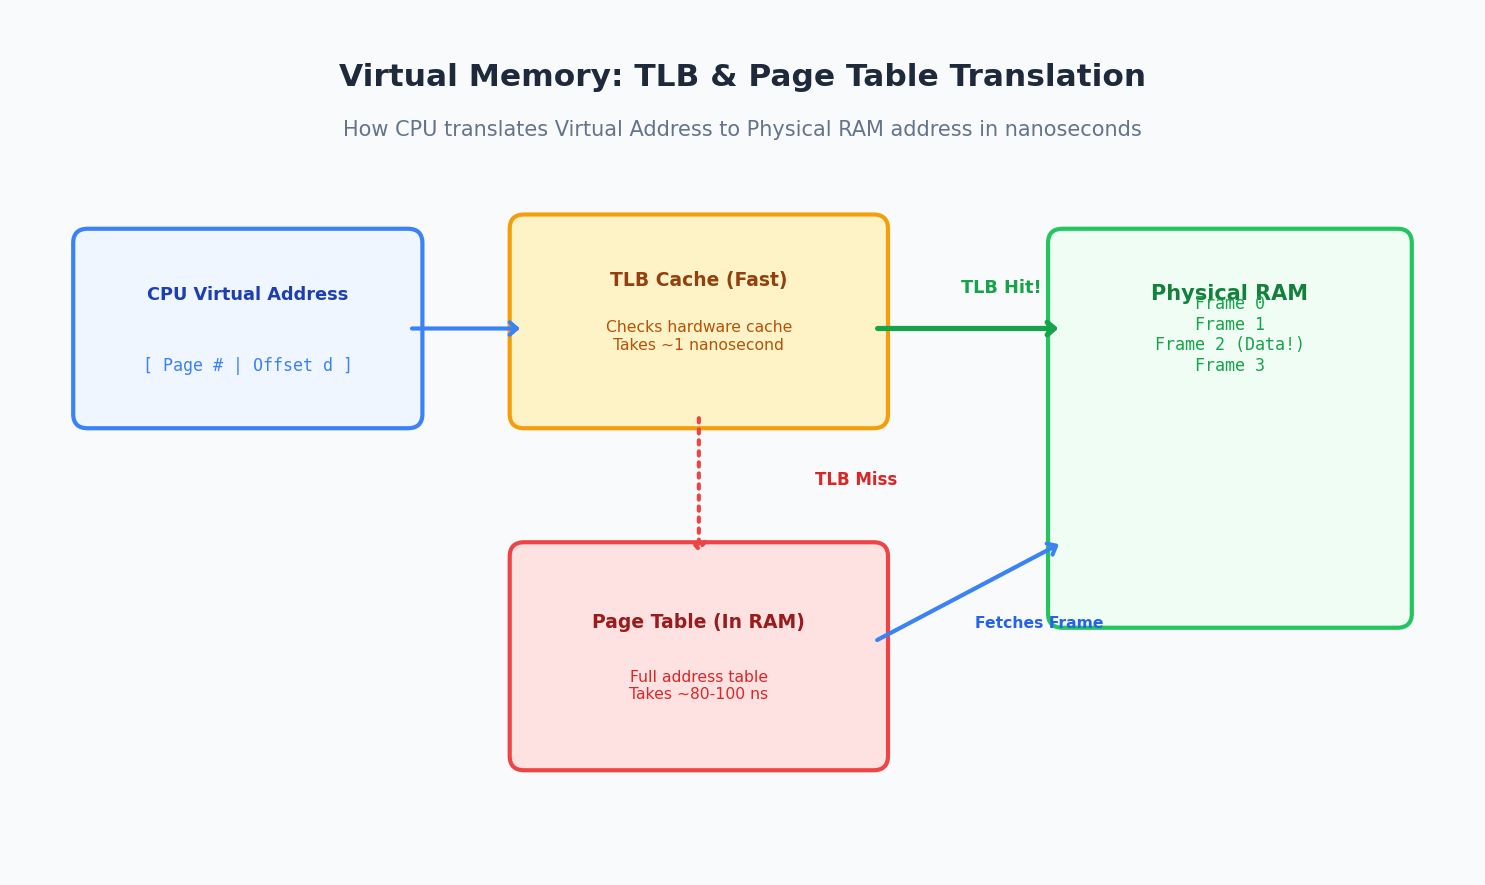 Virtual Memory: TLB & Page Table Translation
How CPU translates Virtual Address to Physical RAM address in nanoseconds
CPU Virtual Address
[ Page # | Offset d ]
TLB Cache (Fast)
Checks hardware cache
Takes ~1 nanosecond
TLB Hit!
Physical RAM
Frame 0
Frame 1
Frame 2 (Data!)
Frame 3
TLB Miss
Page Table (In RAM)
Full address table
Takes ~80-100 ns
Fetches Frame